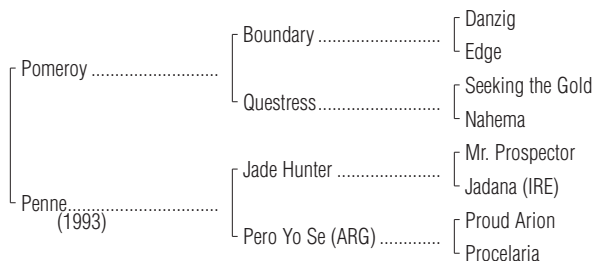 Danzig
Boundary ..........................
Edge
Pomeroy ...........................
Seeking the Gold
Questress..........................
Nahema
Mr. Prospector
Jade Hunter ......................
Jadana (IRE)
Penne................................
(1993)
Proud Arion
Pero Yo Se (ARG) .............
Procelaria